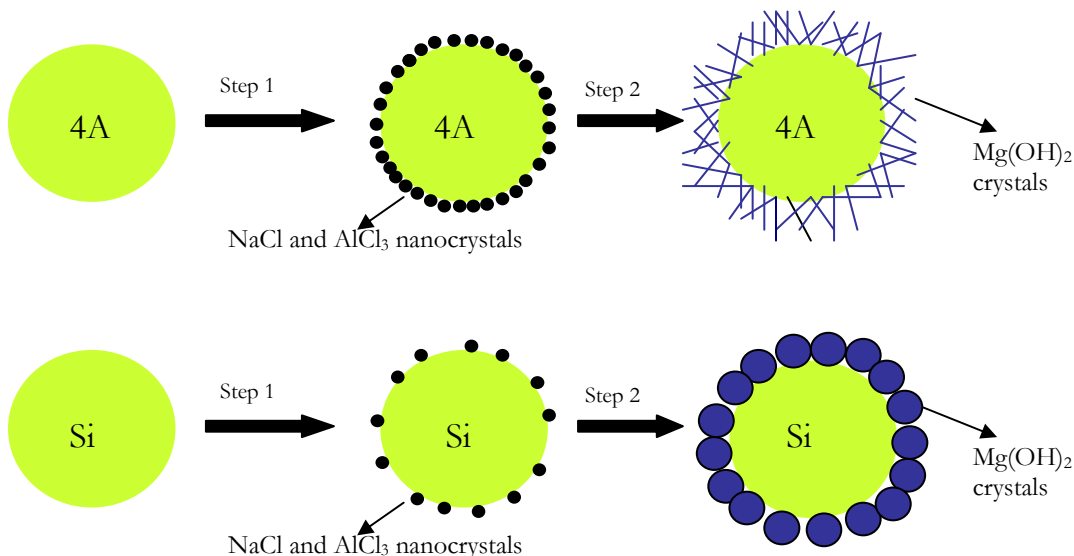 Step 1
Step 2
4A
4A
4A
Mg(OH)₂
crystals
NaCl and AlCl₃ nanocrystals
Step 1
Step 2
Si
Si
Si
Mg(OH)₂
crystals
NaCl and AlCl₃ nanocrystals